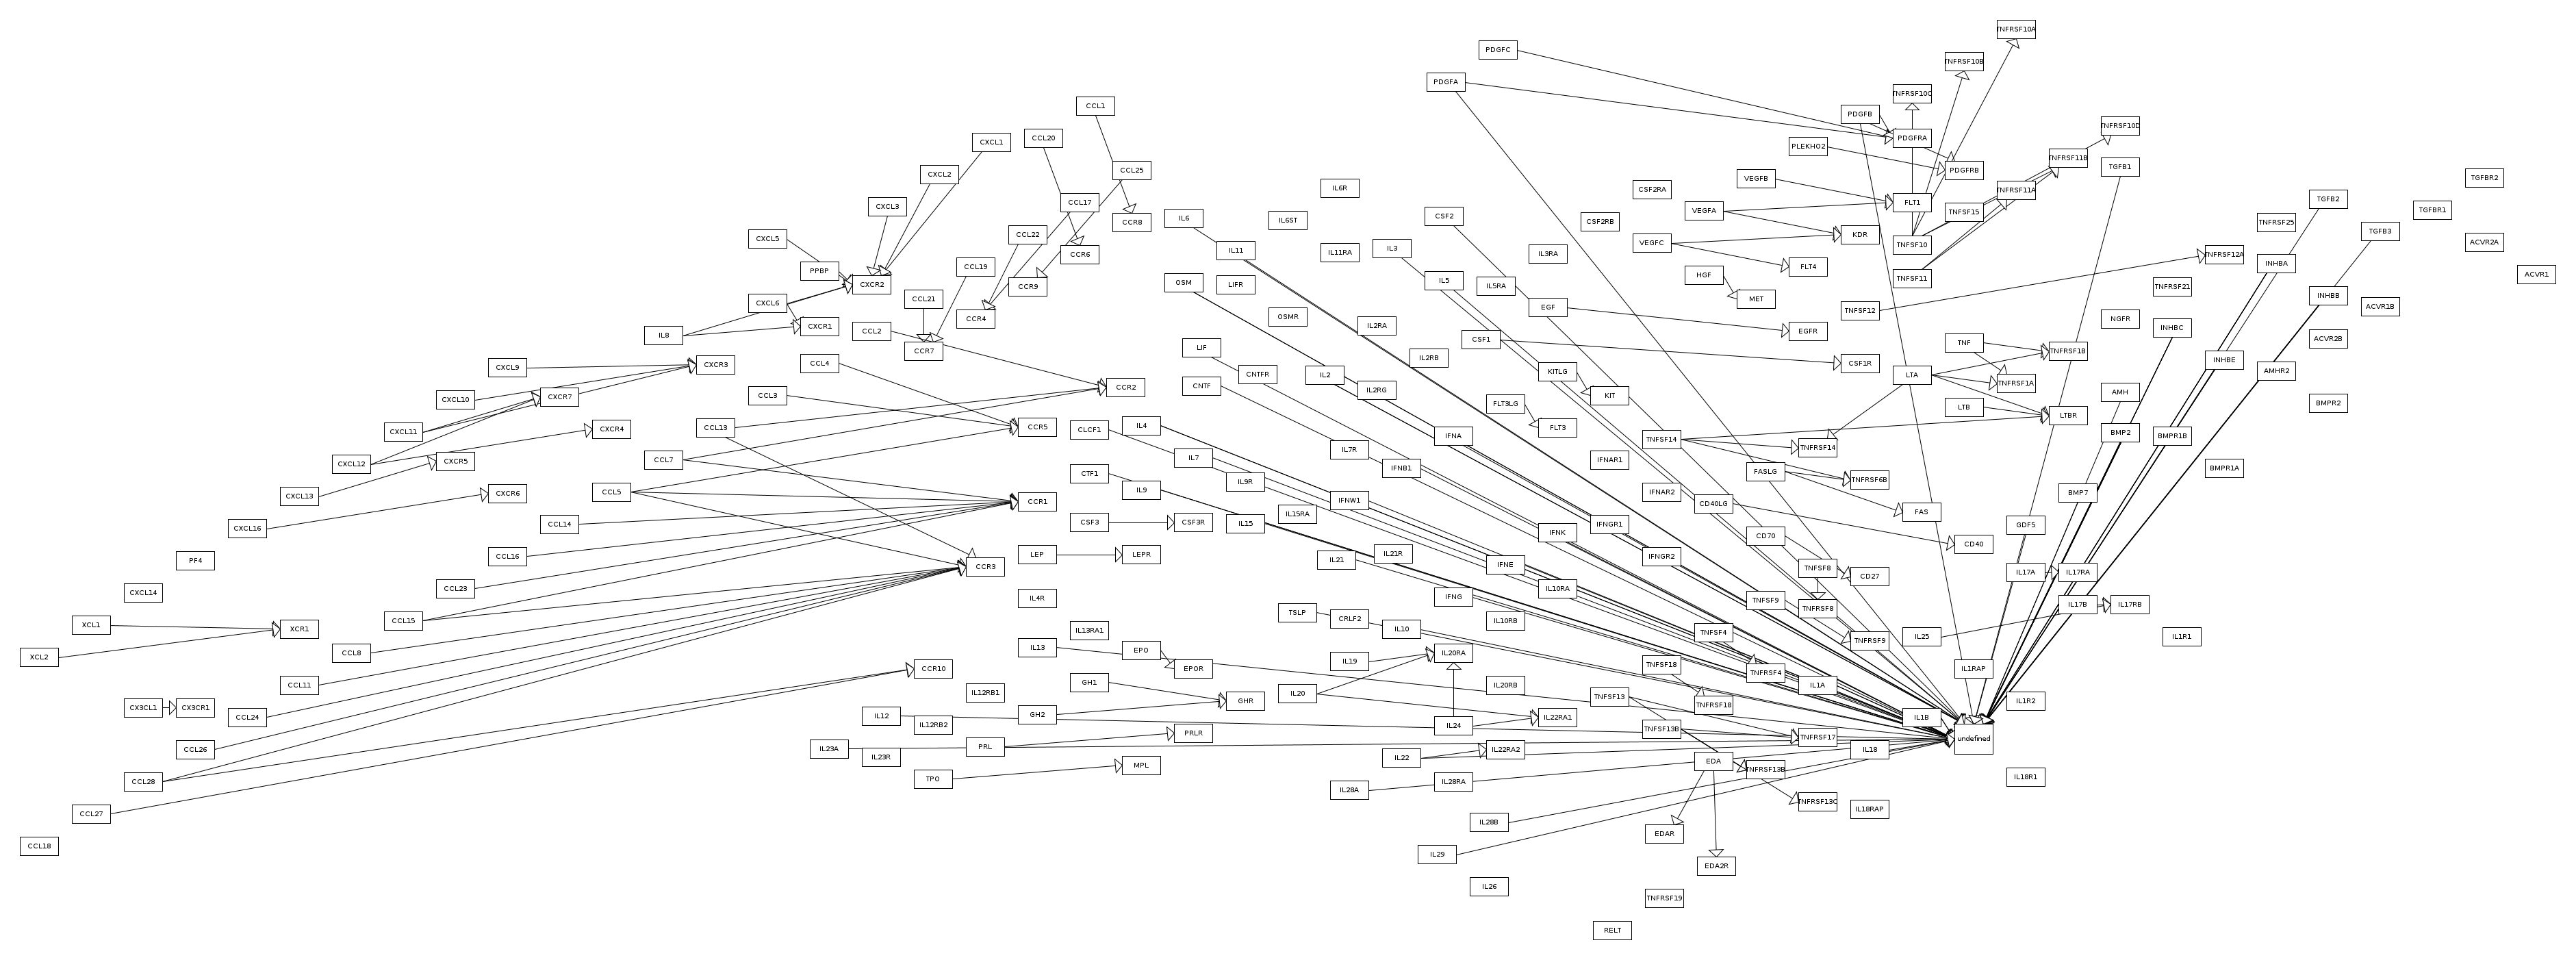 TNFRSF10A
PDGFC
TNFRSF10B
PDGFA
TNFRSF10C
CCL1
PDGFB
TNFRSF10D
CCL20
PDGFRA
CXCL1
PLEKHO2
TNFRSF11B
TGFB1
CCL25
PDGFRB
CXCL2
VEGFB
TGFBR2
IL6R
CSF2RA
TNFRSF11A
TGFB2
CCL17
FLT1
CXCL3
VEGFA
TNFSF15
TGFBR1
IL6
CSF2
IL6ST
CSF2RB
TNFRSF25
CCR8
TGFB3
CCL22
KDR
CXCL5
VEGFC
TNFSF10
ACVR2A
IL3
IL11
IL11RA
IL3RA
CCR6
TNFRSF12A
INHBA
CCL19
PPBP
FLT4
HGF
ACVR1
TNFSF11
IL5
OSM
CXCR2
LIFR
IL5RA
CCR9
TNFRSF21
INHBB
CCL21
MET
CXCL6
EGF
ACVR1B
TNFSF12
CCR4
OSMR
NGFR
CXCR1
IL2RA
INHBC
CCL2
EGFR
IL8
CSF1
ACVR2B
TNF
LIF
CCR7
TNFRSF1B
IL2RB
INHBE
CCL4
CSF1R
CXCR3
CXCL9
KITLG
AMHR2
CNTFR
IL2
LTA
TNFRSF1A
CNTF
CCR2
IL2RG
AMH
CCL3
KIT
CXCR7
CXCL10
FLT3LG
BMPR2
LTB
LTBR
IL4
CCL13
FLT3
CCR5
CXCR4
CLCF1
CXCL11
BMP2
IFNA
BMPR1B
TNFSF14
TNFRSF14
IL7R
IL7
CCL7
IFNAR1
CXCR5
CXCL12
IFNB1
BMPR1A
FASLG
CTF1
TNFRSF6B
IL9R
IL9
CCL5
IFNAR2
BMP7
CXCR6
CXCL13
IFNW1
CCR1
CD40LG
FAS
IL15RA
CSF3
CSF3R
IL15
CCL14
IFNGR1
GDF5
CXCL16
IFNK
CD70
CD40
LEP
LEPR
IL21R
CCL16
IFNGR2
PF4
IL21
IFNE
CCR3
TNFSF8
IL17A
IL17RA
CD27
CCL23
IL10RA
CXCL14
IL4R
IFNG
TNFSF9
TNFRSF8
IL17B
IL17RB
TSLP
CRLF2
CCL15
IL10RB
XCL1
XCR1
IL13RA1
IL10
TNFSF4
IL25
IL1R1
TNFRSF9
IL13
EPO
CCL8
IL20RA
XCL2
IL19
TNFSF18
EPOR
CCR10
IL1RAP
TNFRSF4
GH1
CCL11
IL20RB
IL1A
IL12RB1
IL20
TNFSF13
GHR
IL1R2
CX3CL1
CX3CR1
TNFRSF18
GH2
IL12
CCL24
IL22RA1
IL1B
IL12RB2
IL24
TNFSF13B
PRLR
TNFRSF17
undefined
IL23A
PRL
CCL26
IL22RA2
IL18
IL23R
IL22
EDA
MPL
TNFRSF13B
TPO
IL18R1
CCL28
IL28RA
IL28A
TNFRSF13C
IL18RAP
CCL27
IL28B
EDAR
CCL18
IL29
EDA2R
IL26
TNFRSF19
RELT